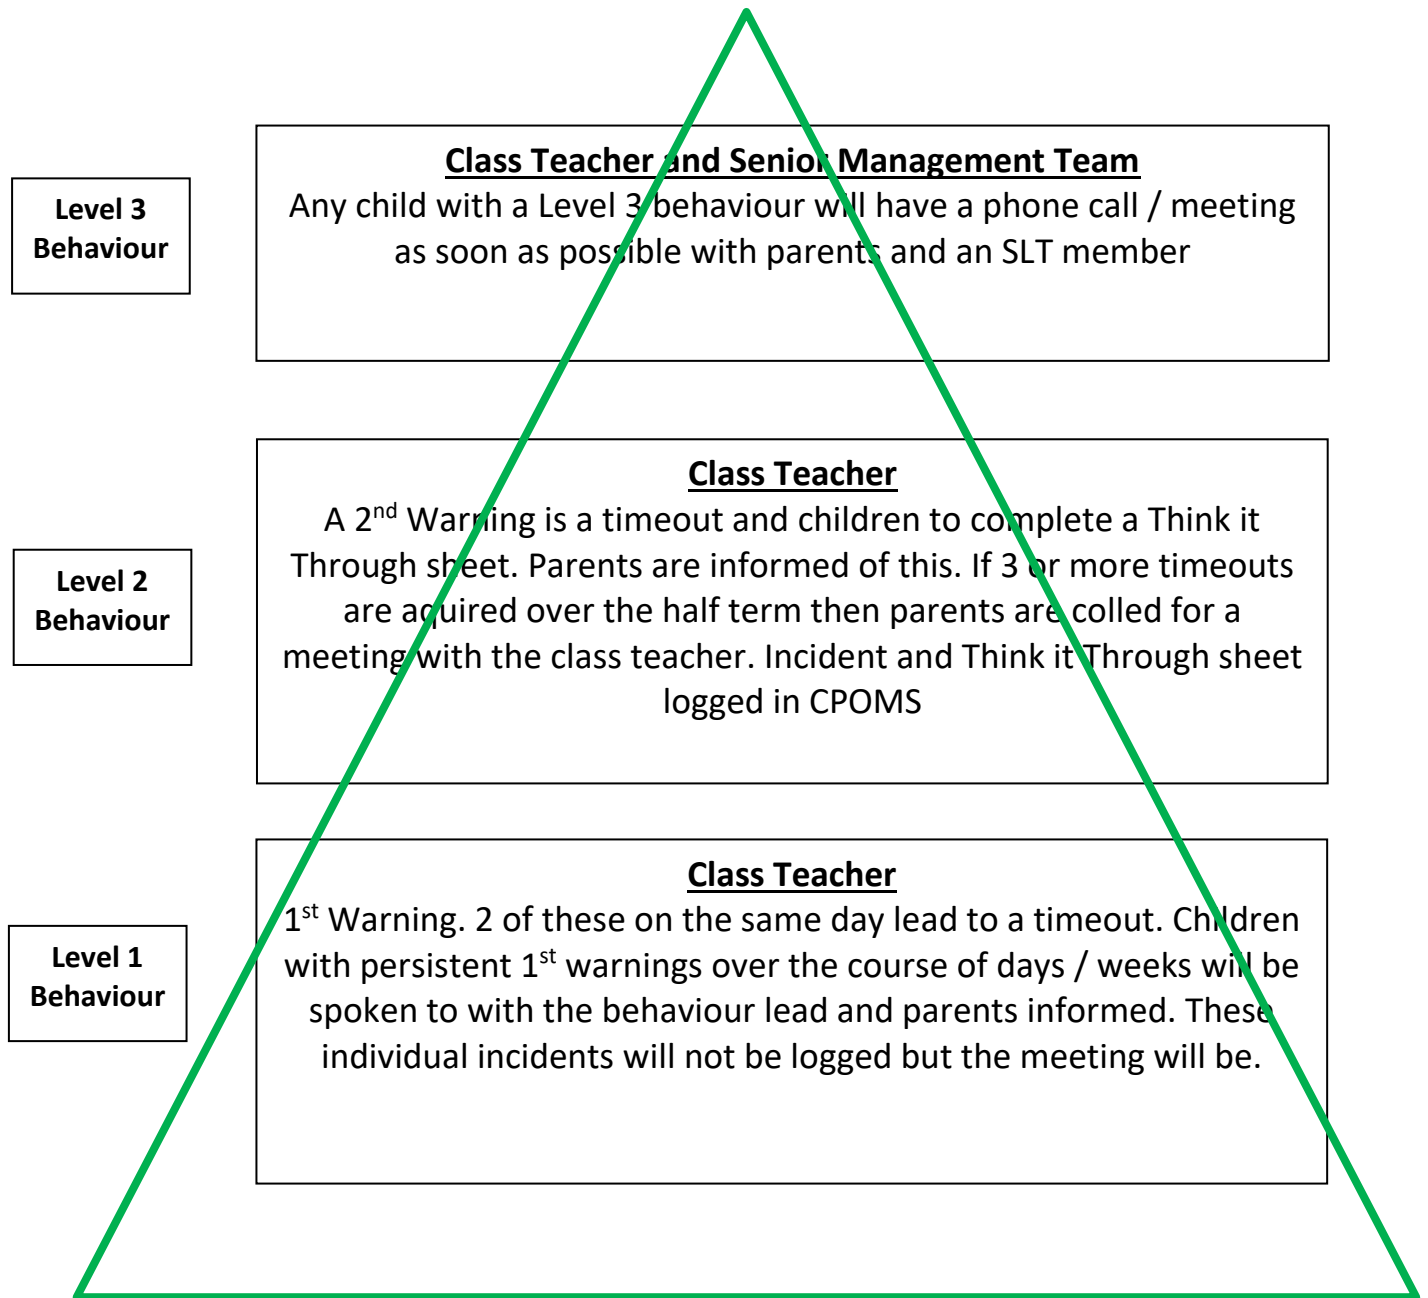 Class Teacher and Senior Management Team
Level 3
Behaviour
Any child with a Level 3 behaviour will have a phone call / meeting
as soon as possible with parents and an SLT member
Class Teacher
Level 2
Behaviour
A 2nd Warning is a timeout and children to complete a Think it
Through sheet. Parents are informed of this. If 3 or more timeouts
are aquired over the half term then parents are colled for a
meeting with the class teacher. Incident and Think it Through sheet
logged in CPOMS
Class Teacher
Level 1
Behaviour
1st Warning. 2 of these on the same day lead to a timeout. Children
with persistent 1st warnings over the course of days / weeks will be
spoken to with the behaviour lead and parents informed. These
individual incidents will not be logged but the meeting will be.